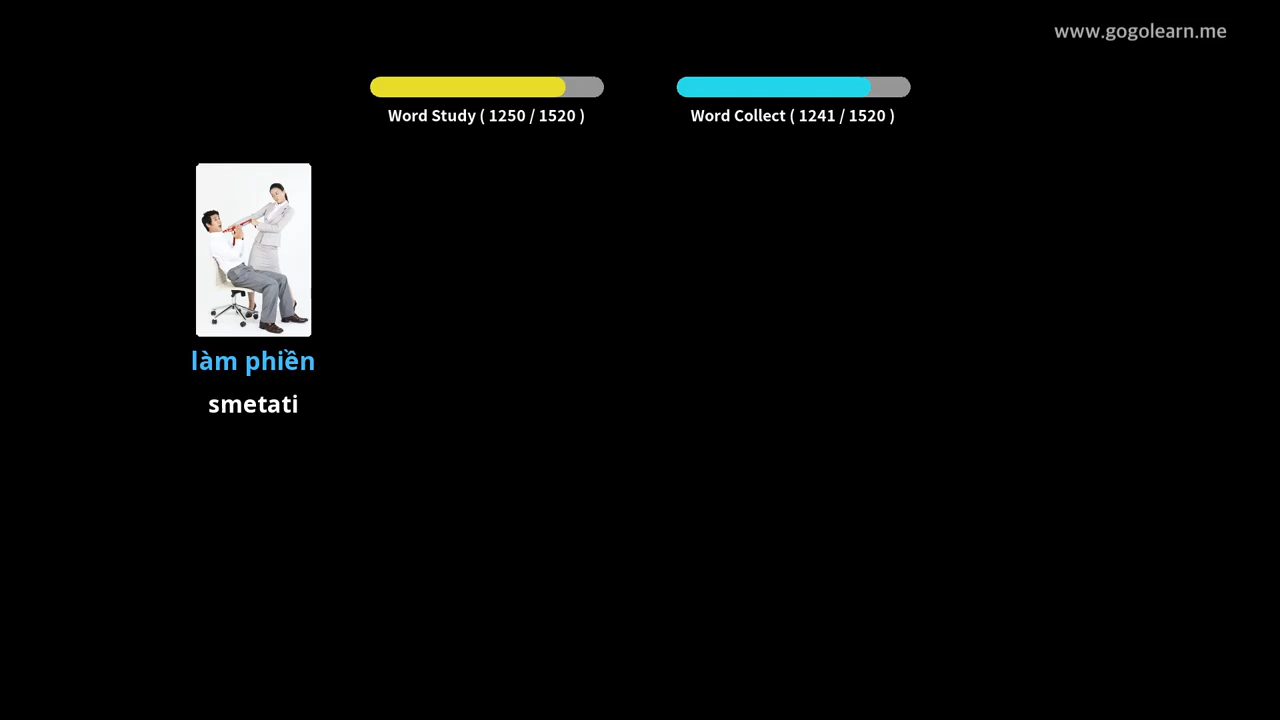 www.gogolearn.me
Word Study ( 1250 / 1520 )
Word Collect ( 1241 / 1520 )
làm phiền
smetati